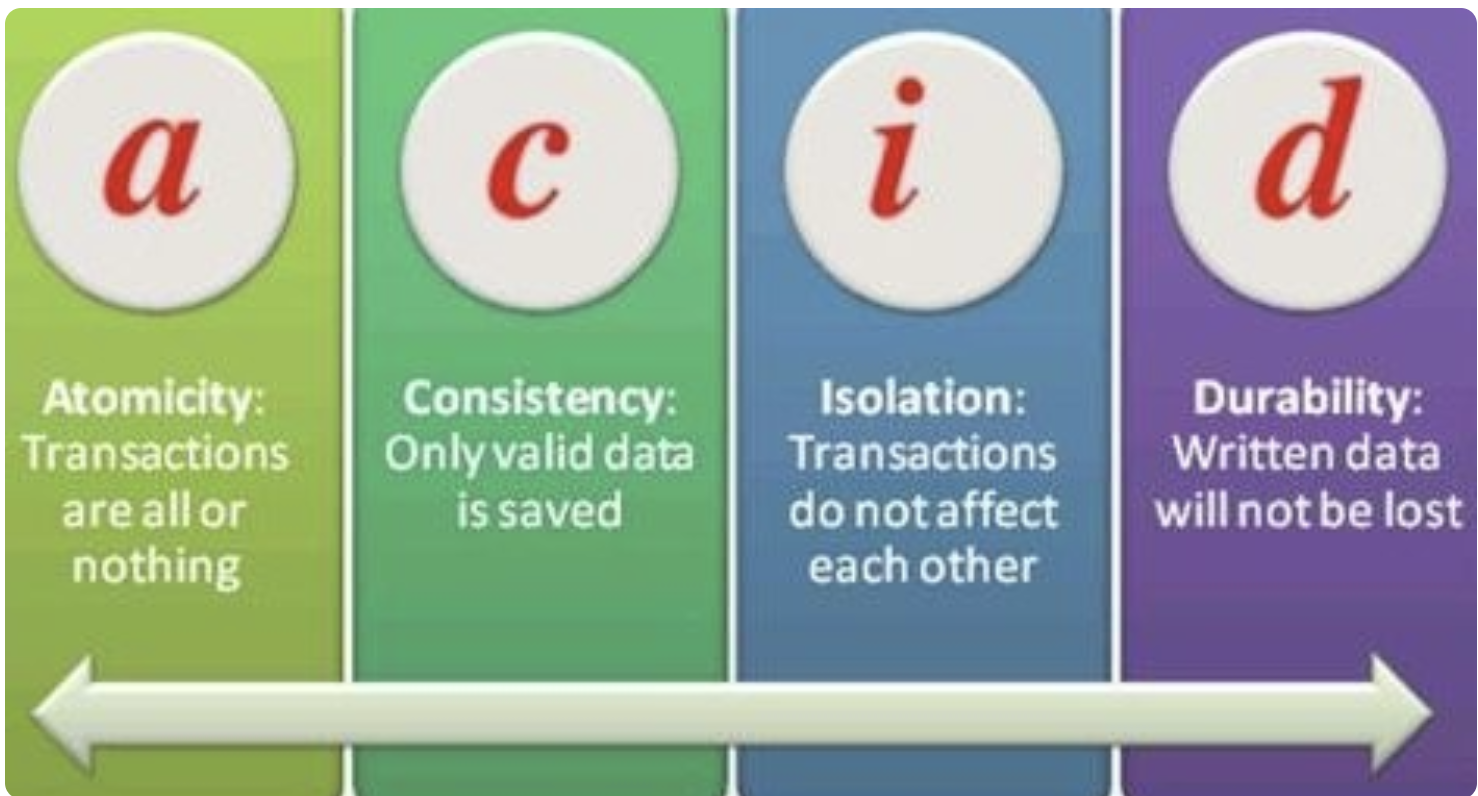 a
c
i
d
Atomicity:
Transactions
are all or
nothing
Consistency:
Only valid data
is saved
Isolation:
Transactions
do not affect
each other
Durability:
Written data
will not be lost